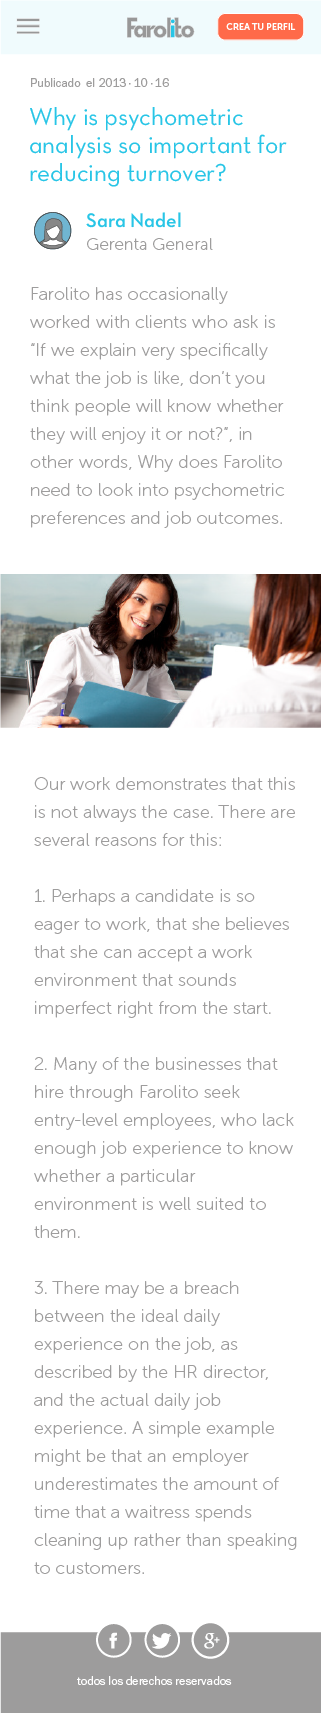 Farolito
CREA TU PERFIL
Publicado el 2013·10·16
Why is psychometric
analysis so important for
reducing turnover?
Sara Nadel
Gerenta General
Farolito has occasionally
worked with clients who ask is
“If we explain very specifically
what the job is like, don’t you
think people will know whether
they will enjoy it or not?”, in
other words, Why does Farolito
need to look into psychometric
preferences and job outcomes.
Our work demonstrates that this
is not always the case. There are
several reasons for this:
1. Perhaps a candidate is so
eager to work, that she believes
that she can accept a work
environment that sounds
imperfect right from the start.
2. Many of the businesses that
hire through Farolito seek
entry-level employees, who lack
enough job experience to know
whether a particular
environment is well suited to
them.
3. There may be a breach
between the ideal daily
experience on the job, as
described by the HR director,
and the actual daily job
experience. A simple example
might be that an employer
underestimates the amount of
time that a waitress spends
cleaning up rather than speaking
to customers.
f
g+
todos los derechos reservados